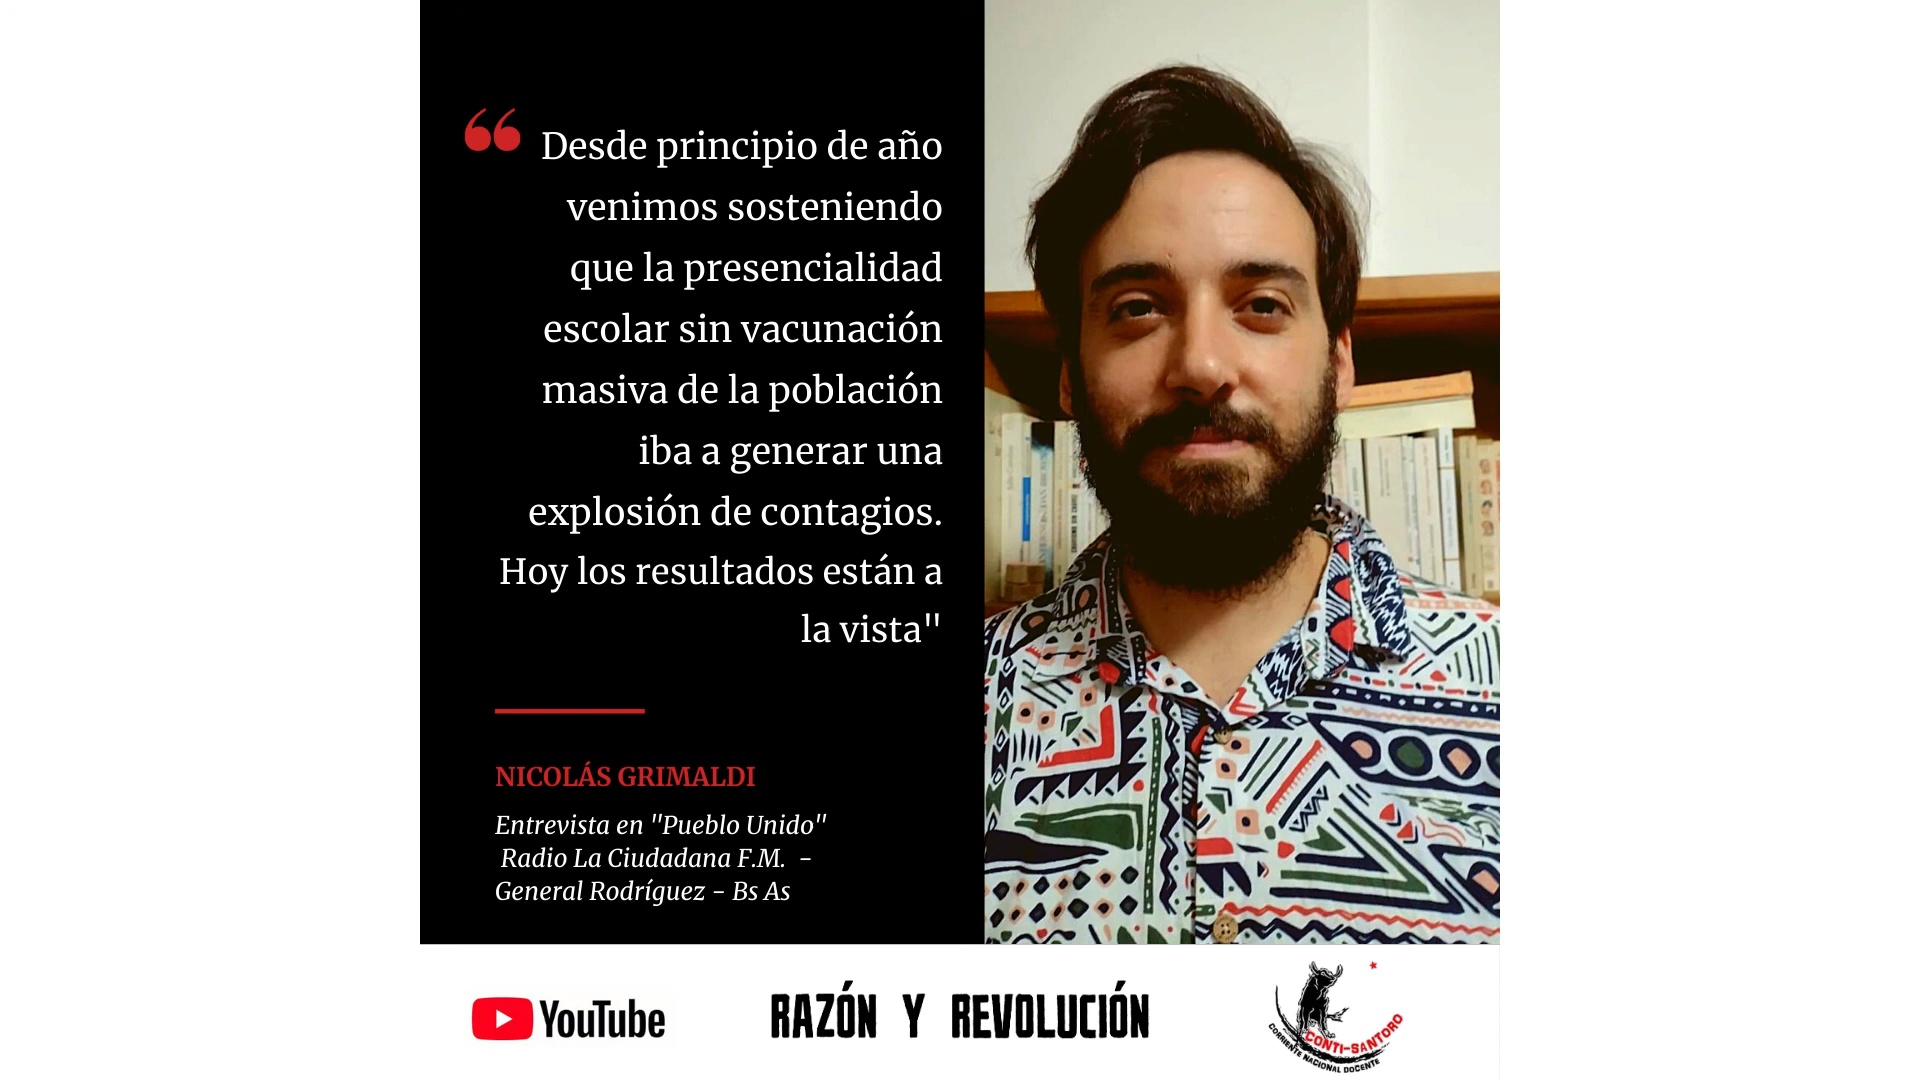 Desde principio de año
venimos sosteniendo
que la presencialidad
escolar sin vacunación
masiva de la población
iba a generar una
explosión de contagios.
Hoy los resultados están a
la vista"
NICOLÁS GRIMALDI
Entrevista en "Pueblo Unido"
Radio La Ciudadana F.M. -
General Rodríguez - Bs As
YouTube
RAZÓN Y REVOLUCIÓN
CONTI-SANTORO
CORRIENTE NACIONAL DOCENTE